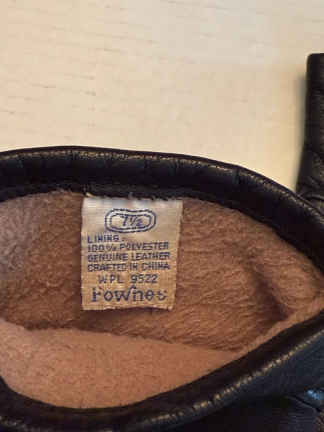 7½
LINING:
100% POLYESTER
GENUINE LEATHER
CRAFTED IN CHINA
WPL 9522
Fownes